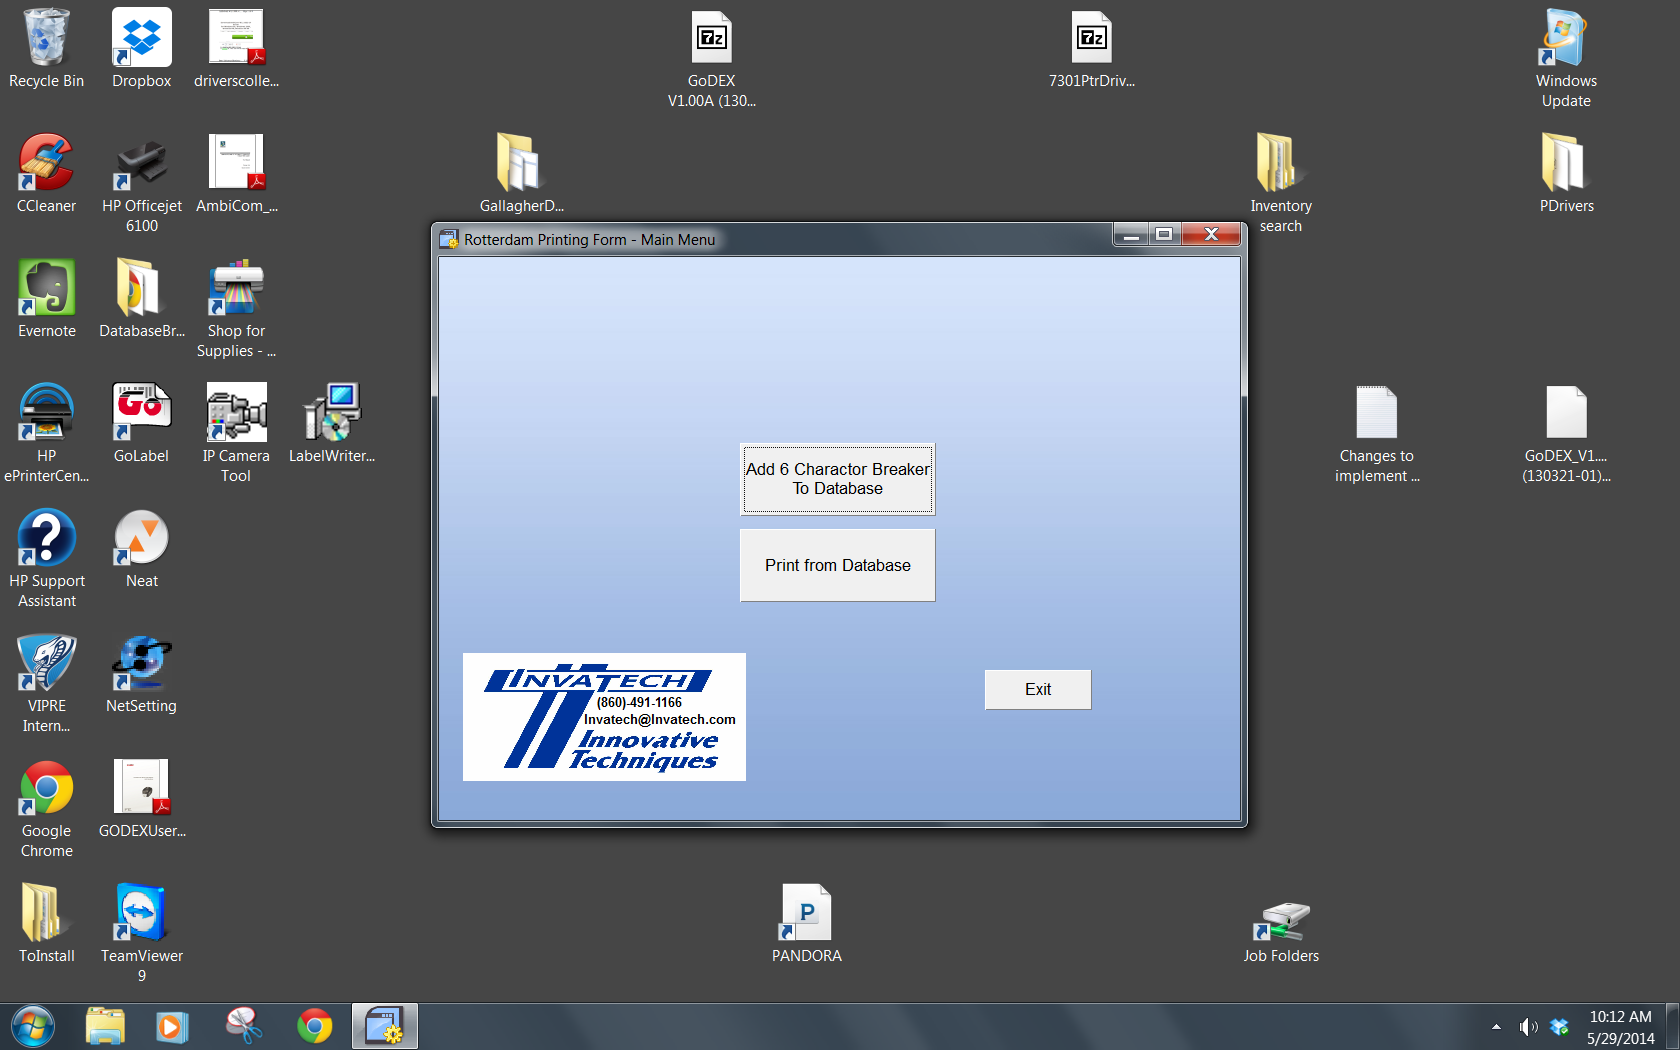 Recycle Bin
Dropbox
driverscolle...
GoDEX
V1.00A (130...
7301PtrDriv...
Windows
Update
CCleaner
HP Officejet
6100
AmbiCom_...
GallagherD...
Inventory
search
PDrivers
Rotterdam Printing Form - Main Menu
Evernote
DatabaseBr...
Shop for
Supplies - ...
HP
ePrinterCen...
GoLabel
IP Camera
Tool
LabelWriter...
Changes to
implement ...
GoDEX_V1....
(130321-01)...
Add 6 Charactor Breaker
To Database
Print from Database
Exit
HP Support
Assistant
Neat
INVATECH
(860)-491-1166
Invatech@Invatech.com
Innovative
Techniques
VIPRE
Intern...
NetSetting
Google
Chrome
GODEXUser...
ToInstall
TeamViewer
9
PANDORA
Job Folders
10:12 AM
5/29/2014
7z
7z
Go
P